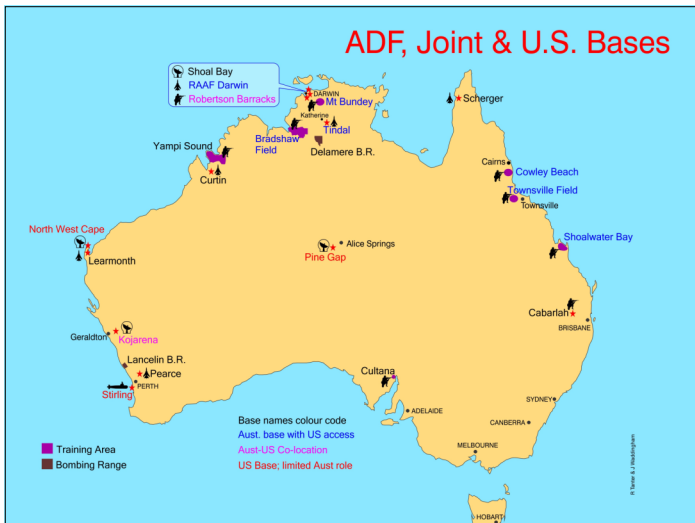 ADF, Joint & U.S. Bases
Shoal Bay
RAAF Darwin
Robertson Barracks
DARWIN
Mt Bundey
Katherine
Tindal
Bradshaw
Field
Delamere B.R.
Scherger
Yampi Sound
Curtin
Cairns
Cowley Beach
Townsville Field
Townsville
North West Cape
Learmonth
Alice Springs
Pine Gap
Shoalwater Bay
Cabarlah
BRISBANE
Geraldton
Kojarena
Lancelin B.R.
Pearce
PERTH
Stirling
Cultana
ADELAIDE
SYDNEY
CANBERRA
MELBOURNE
HOBART
Base names colour code
Aust. base with US access
Aust-US Co-location
US Base; limited Aust role
Training Area
Bombing Range
R Tanter & J Waddingham